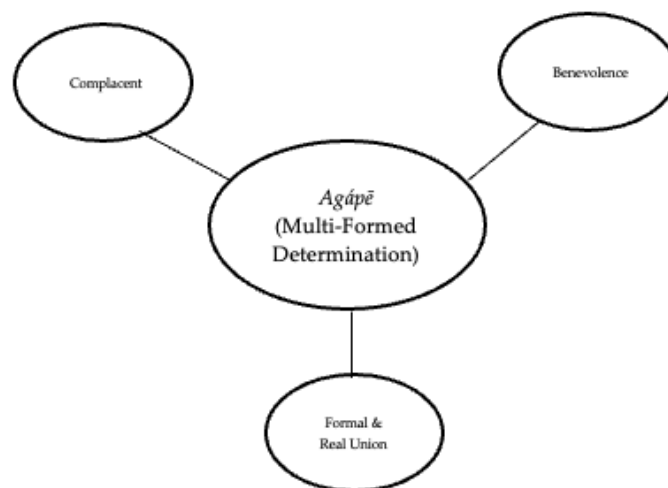 Complacent
Benevolence
Agápē
(Multi-Formed
Determination)
Formal &
Real Union